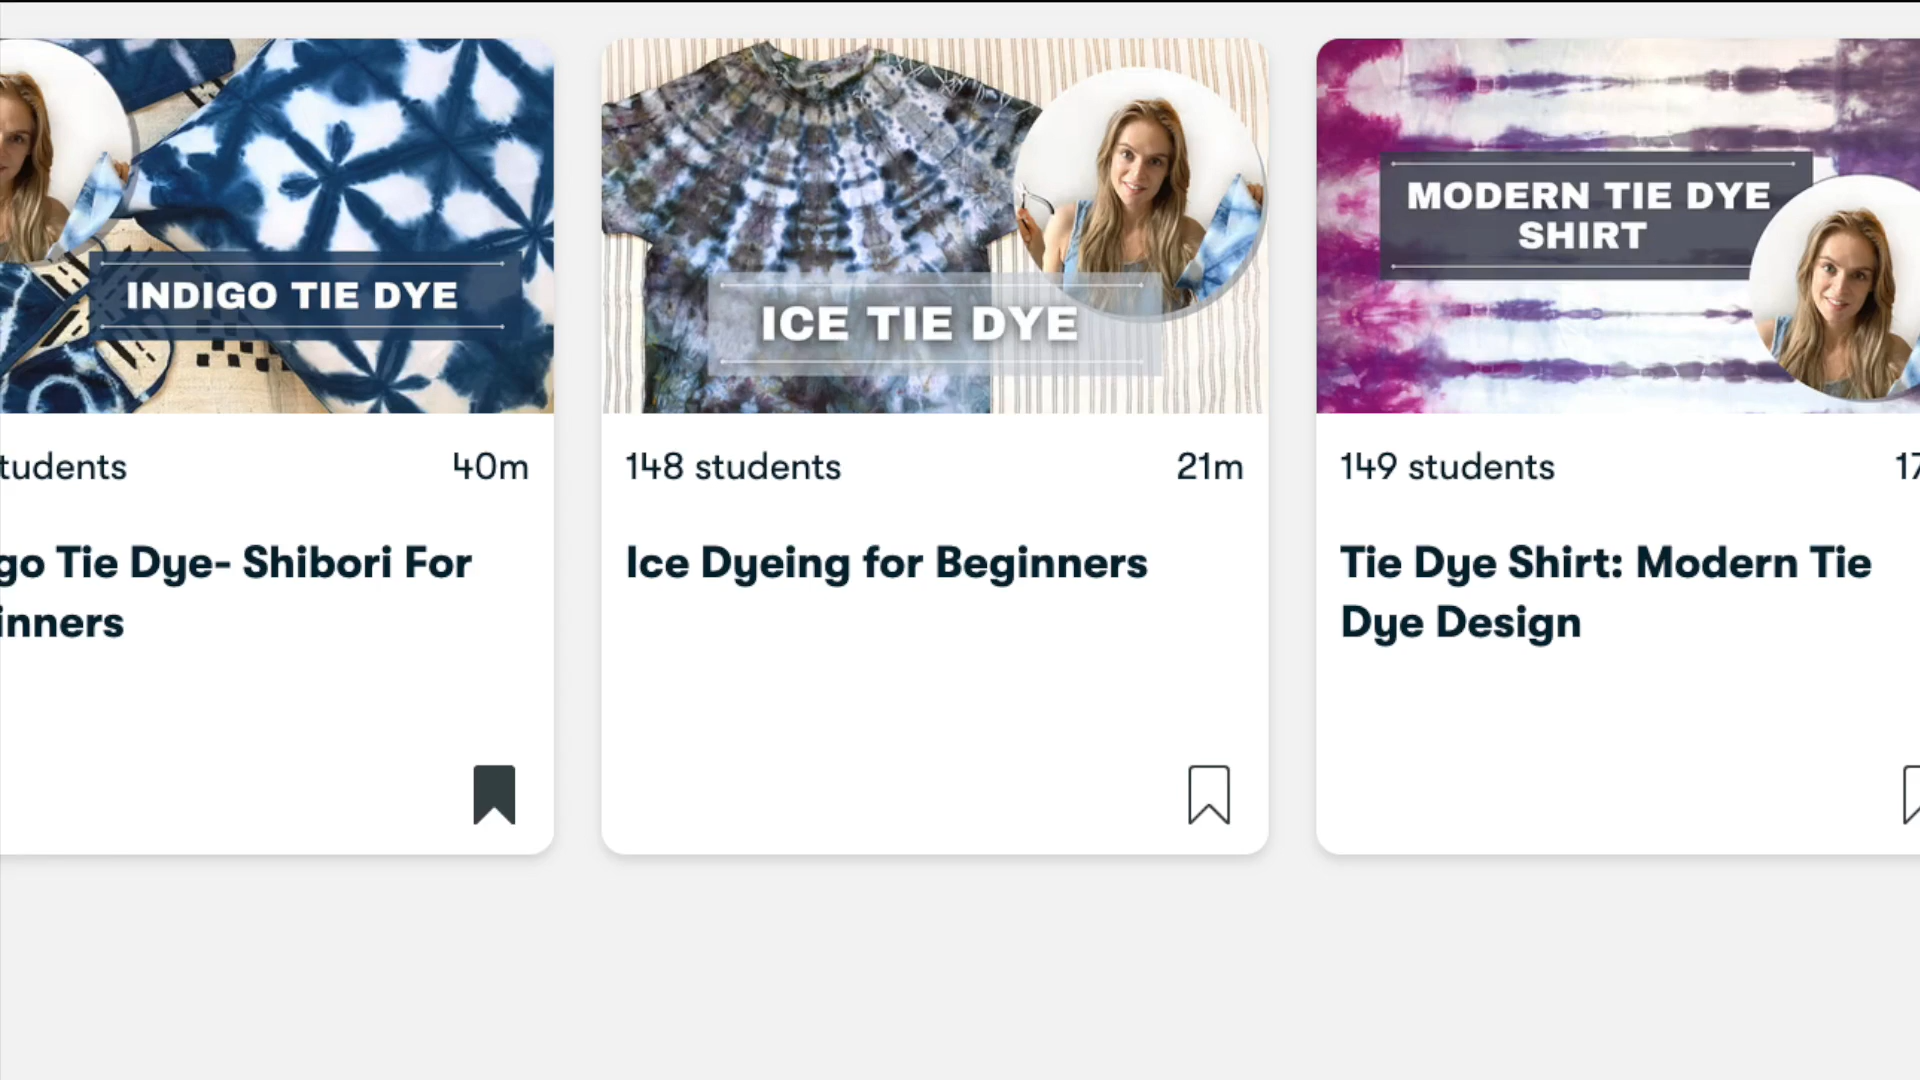 INDIGO TIE DYE
tudents
40m
go Tie Dye- Shibori For
inners
ICE TIE DYE
148 students
21m
Ice Dyeing for Beginners
MODERN TIE DYE
SHIRT
149 students
17
Tie Dye Shirt: Modern Tie
Dye Design